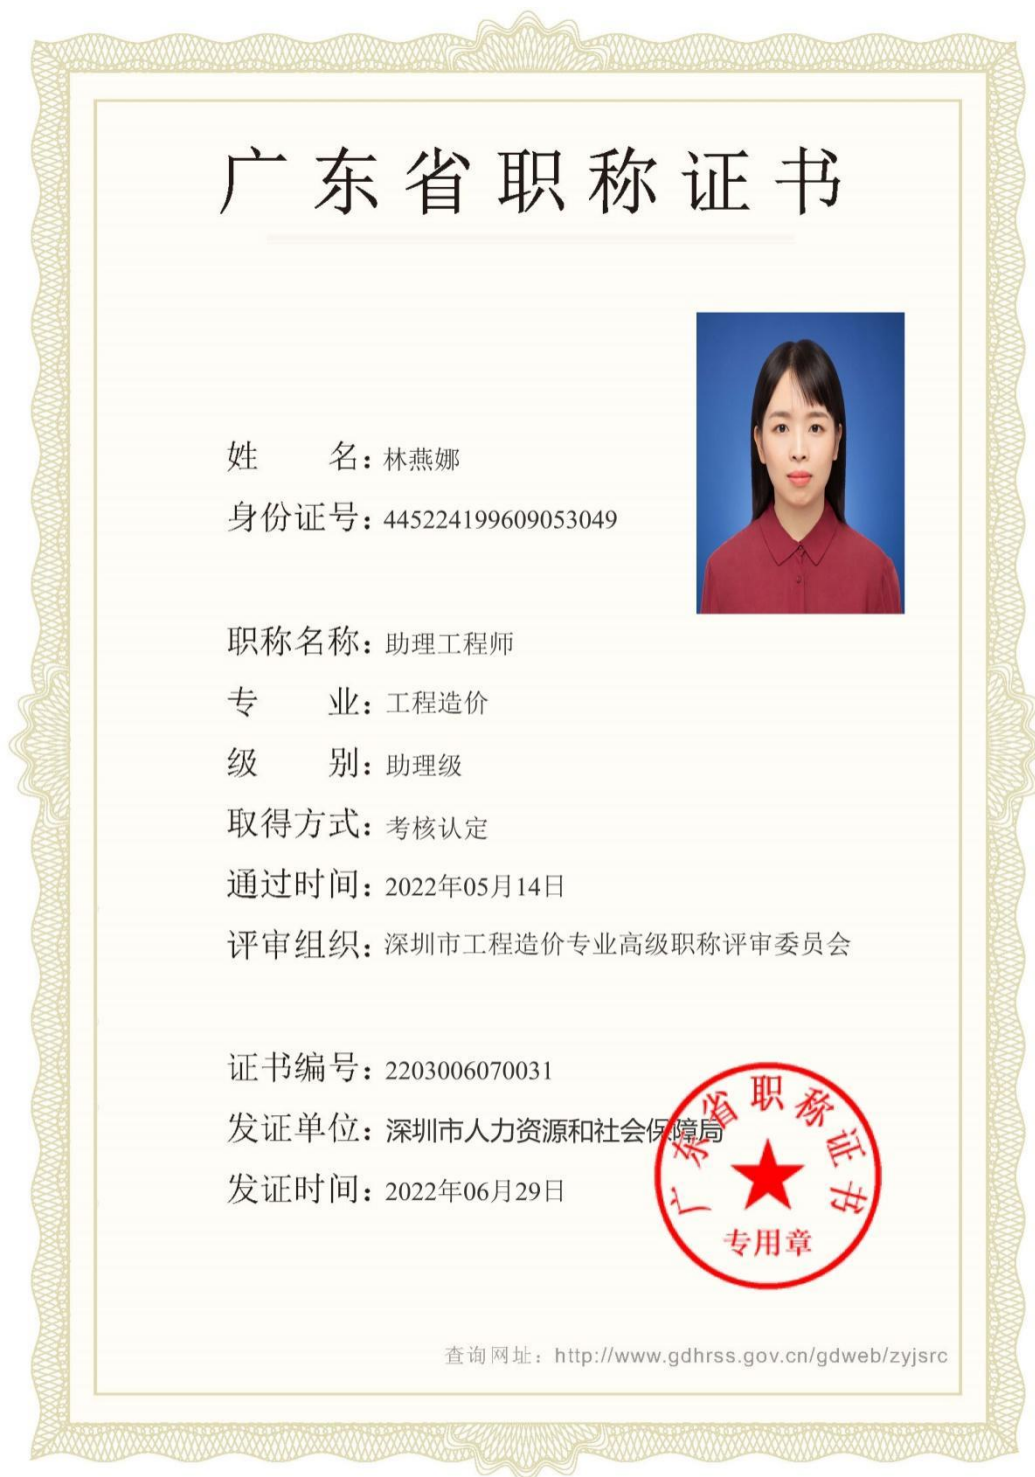 广东省职称证书
姓 名：林燕娜
身份证号：445224199609053049
职称名称：助理工程师
专 业：工程造价
级 别：助理级
取得方式：考核认定
通过时间：2022年05月14日
评审组织：深圳市工程造价专业高级职称评审委员会
证书编号：2203006070031
发证单位：深圳市人力资源和社会保障局
发证时间：2022年06月29日
广东省职称证书
专用章
查询网址：http://www.gdhrss.gov.cn/gdweb/zyjsrc